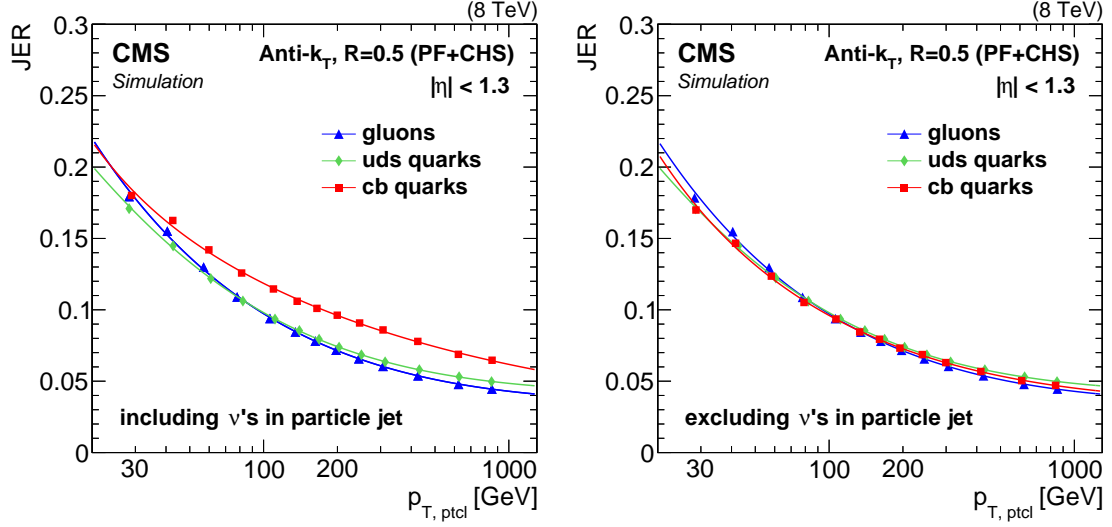 (8 TeV)
JER
0.3
0.25
0.2
0.15
0.1
0.05
0
CMS
Simulation
Anti-k_T, R=0.5 (PF+CHS)
|η| < 1.3
gluons
uds quarks
cb quarks
including ν's in particle jet
30 100 200 1000
p_T, ptcl [GeV]
(8 TeV)
JER
0.3
0.25
0.2
0.15
0.1
0.05
0
CMS
Simulation
Anti-k_T, R=0.5 (PF+CHS)
|η| < 1.3
gluons
uds quarks
cb quarks
excluding ν's in particle jet
30 100 200 1000
p_T, ptcl [GeV]